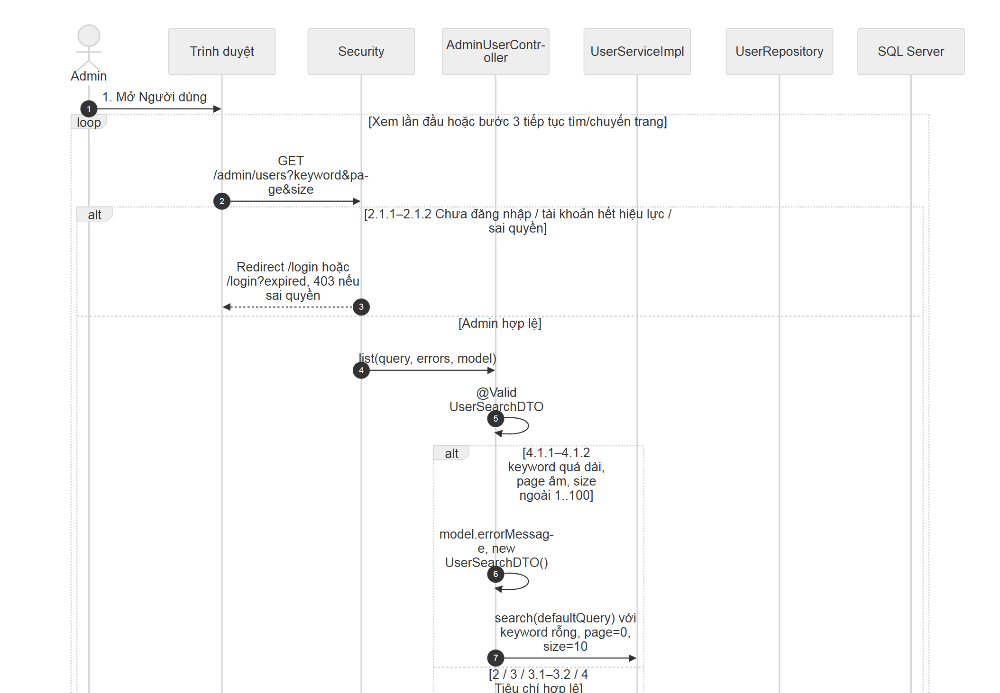 Admin
Trình duyệt
Security
AdminUserContr-
oller
UserServiceImpl
UserRepository
SQL Server
1. Mở Người dùng
1
loop
[Xem lần đầu hoặc bước 3 tiếp tục tìm/chuyển trang]
GET
/admin/users?keyword&pa-
ge&size
2
alt
[2.1.1–2.1.2 Chưa đăng nhập / tài khoản hết hiệu lực /
sai quyền]
Redirect /login hoặc
/login?expired, 403 nếu
sai quyền
3
[Admin hợp lệ]
list(query, errors, model)
4
@Valid
UserSearchDTO
5
alt
[4.1.1–4.1.2
keyword quá dài,
page âm, size
ngoài 1..100]
model.errorMessag-
e, new
UserSearchDTO()
6
search(defaultQuery) với
keyword rỗng, page=0,
size=10
7
[2 / 3 / 3.1–3.2 / 4
Tiêu chí hợp lệ]